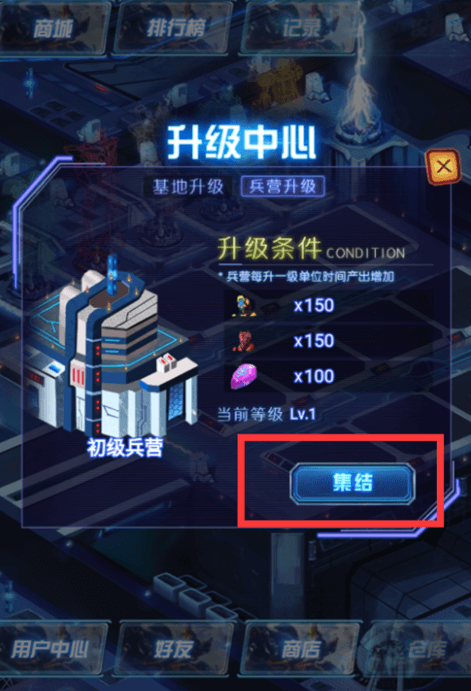 商城 排行榜 记录
升级中心
基地升级 兵营升级
升级条件 CONDITION
* 兵营每升一级单位时间产出增加
x150
x150
x100
当前等级 Lv.1
初级兵营
集结
用户中心 好友 商店 仓库